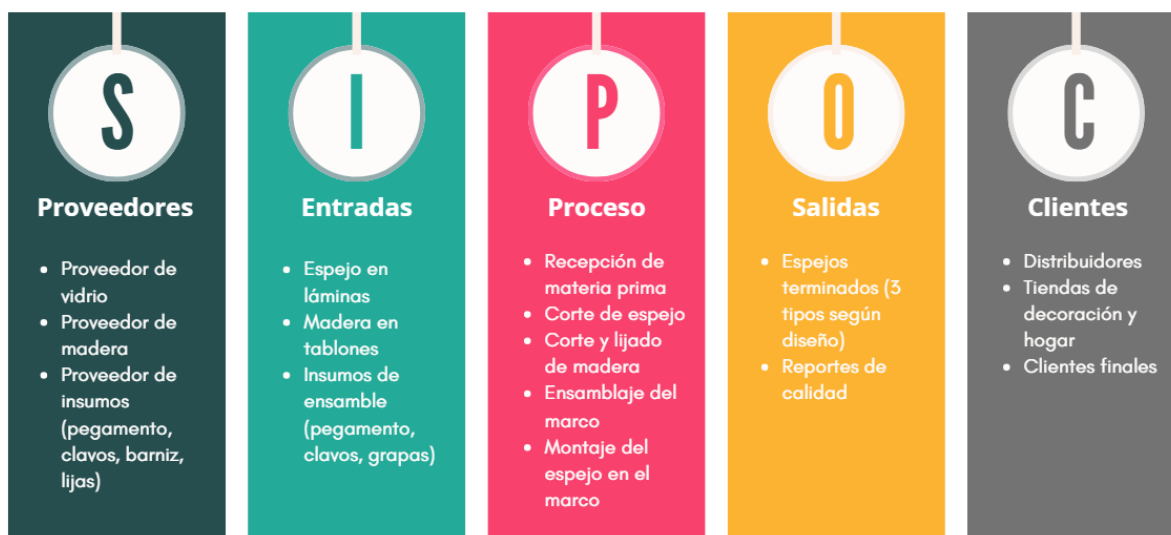 S
Proveedores
• Proveedor de
vidrio
• Proveedor de
madera
• Proveedor de
insumos
(pegamento,
clavos, barniz,
lijas)
I
Entradas
• Espejo en
láminas
• Madera en
tablones
• Insumos de
ensamble
(pegamento,
clavos, grapas)
P
Proceso
• Recepción de
materia prima
• Corte de espejo
• Corte y lijado
de madera
• Ensamblaje del
marco
• Montaje del
espejo en el
marco
O
Salidas
• Espejos
terminados (3
tipos según
diseño)
• Reportes de
calidad
C
Clientes
• Distribuidores
• Tiendas de
decoración y
hogar
• Clientes finales